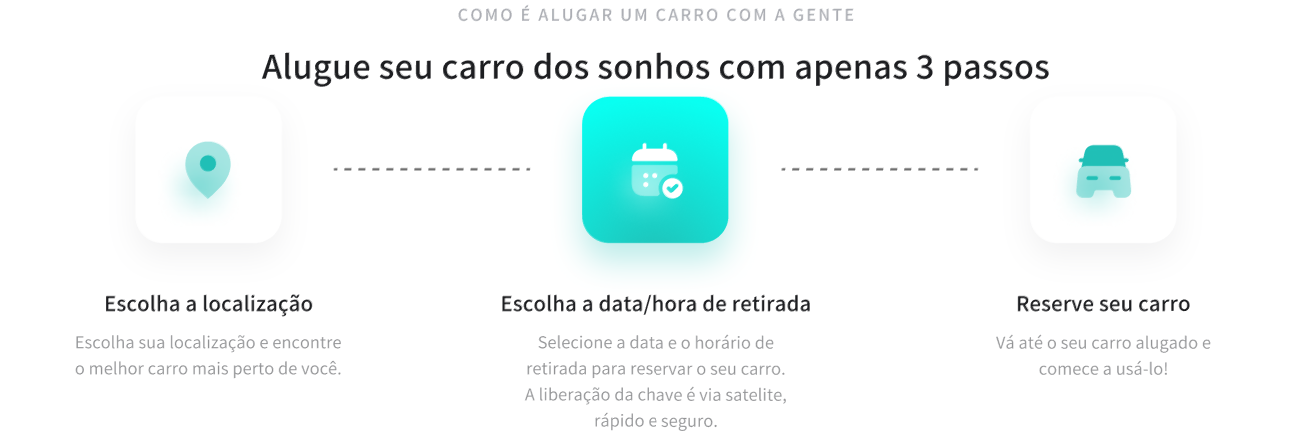 COMO É ALUGAR UM CARRO COM A GENTE
Alugue seu carro dos sonhos com apenas 3 passos
Escolha a localização
Escolha sua localização e encontre
o melhor carro mais perto de você.
Escolha a data/hora de retirada
Selecione a data e o horário de
retirada para reservar o seu carro.
A liberação da chave é via satelite,
rápido e seguro.
Reserve seu carro
Vá até o seu carro alugado e
comece a usá-lo!